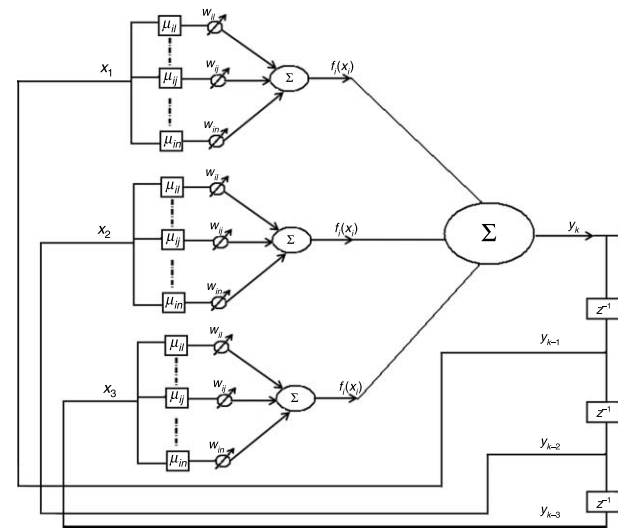 μil wil
x1 μij wij Σ fi(xi)
μin win
μil wil
x2 μij wij Σ fi(xi) Σ yk
μin win
z–1
μil wil
yk–1
x3 μij wij Σ fi(xi)
z–1
μin win
yk–2
z–1
yk–3